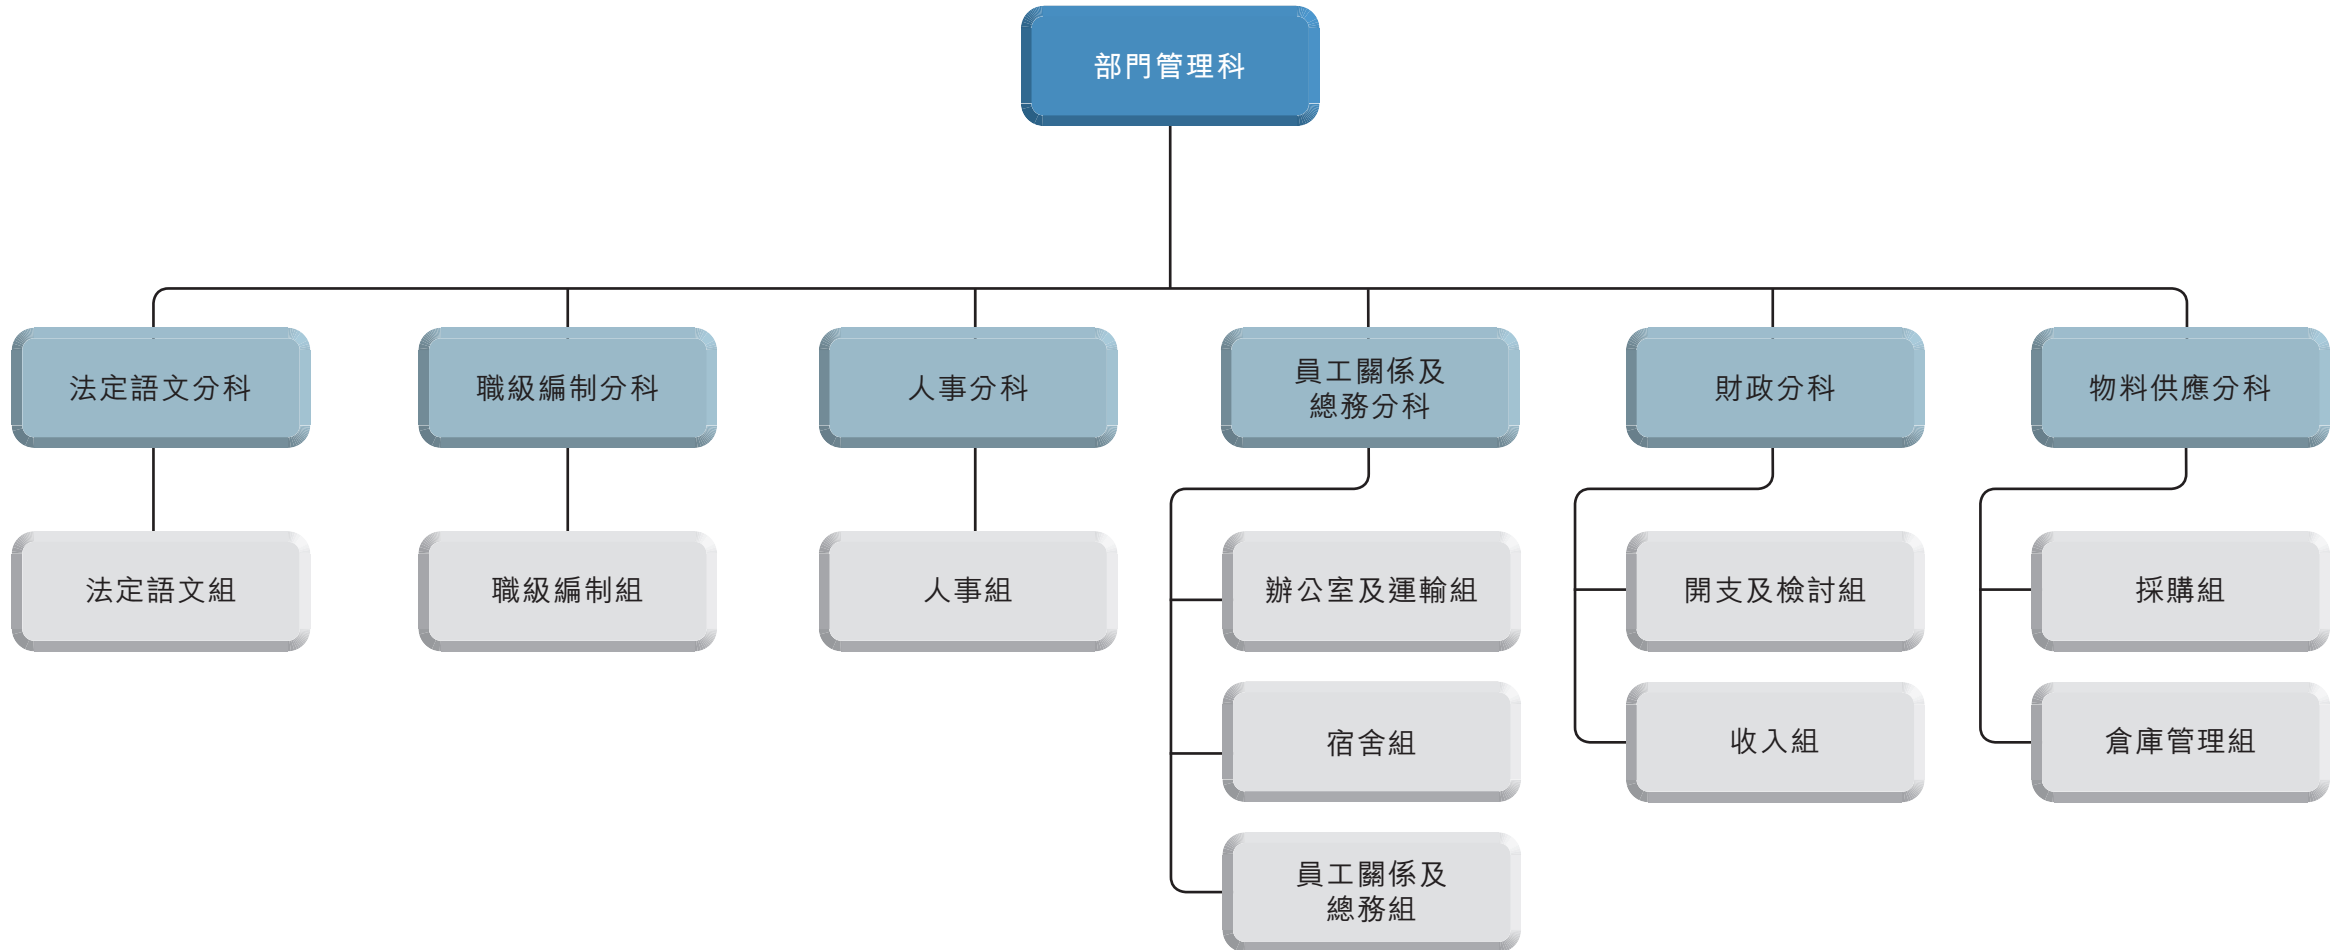 部門管理科
法定語文分科
職級編制分科
人事分科
員工關係及
總務分科
財政分科
物料供應分科
法定語文組
職級編制組
人事組
辦公室及運輸組
開支及檢討組
採購組
宿舍組
收入組
倉庫管理組
員工關係及
總務組